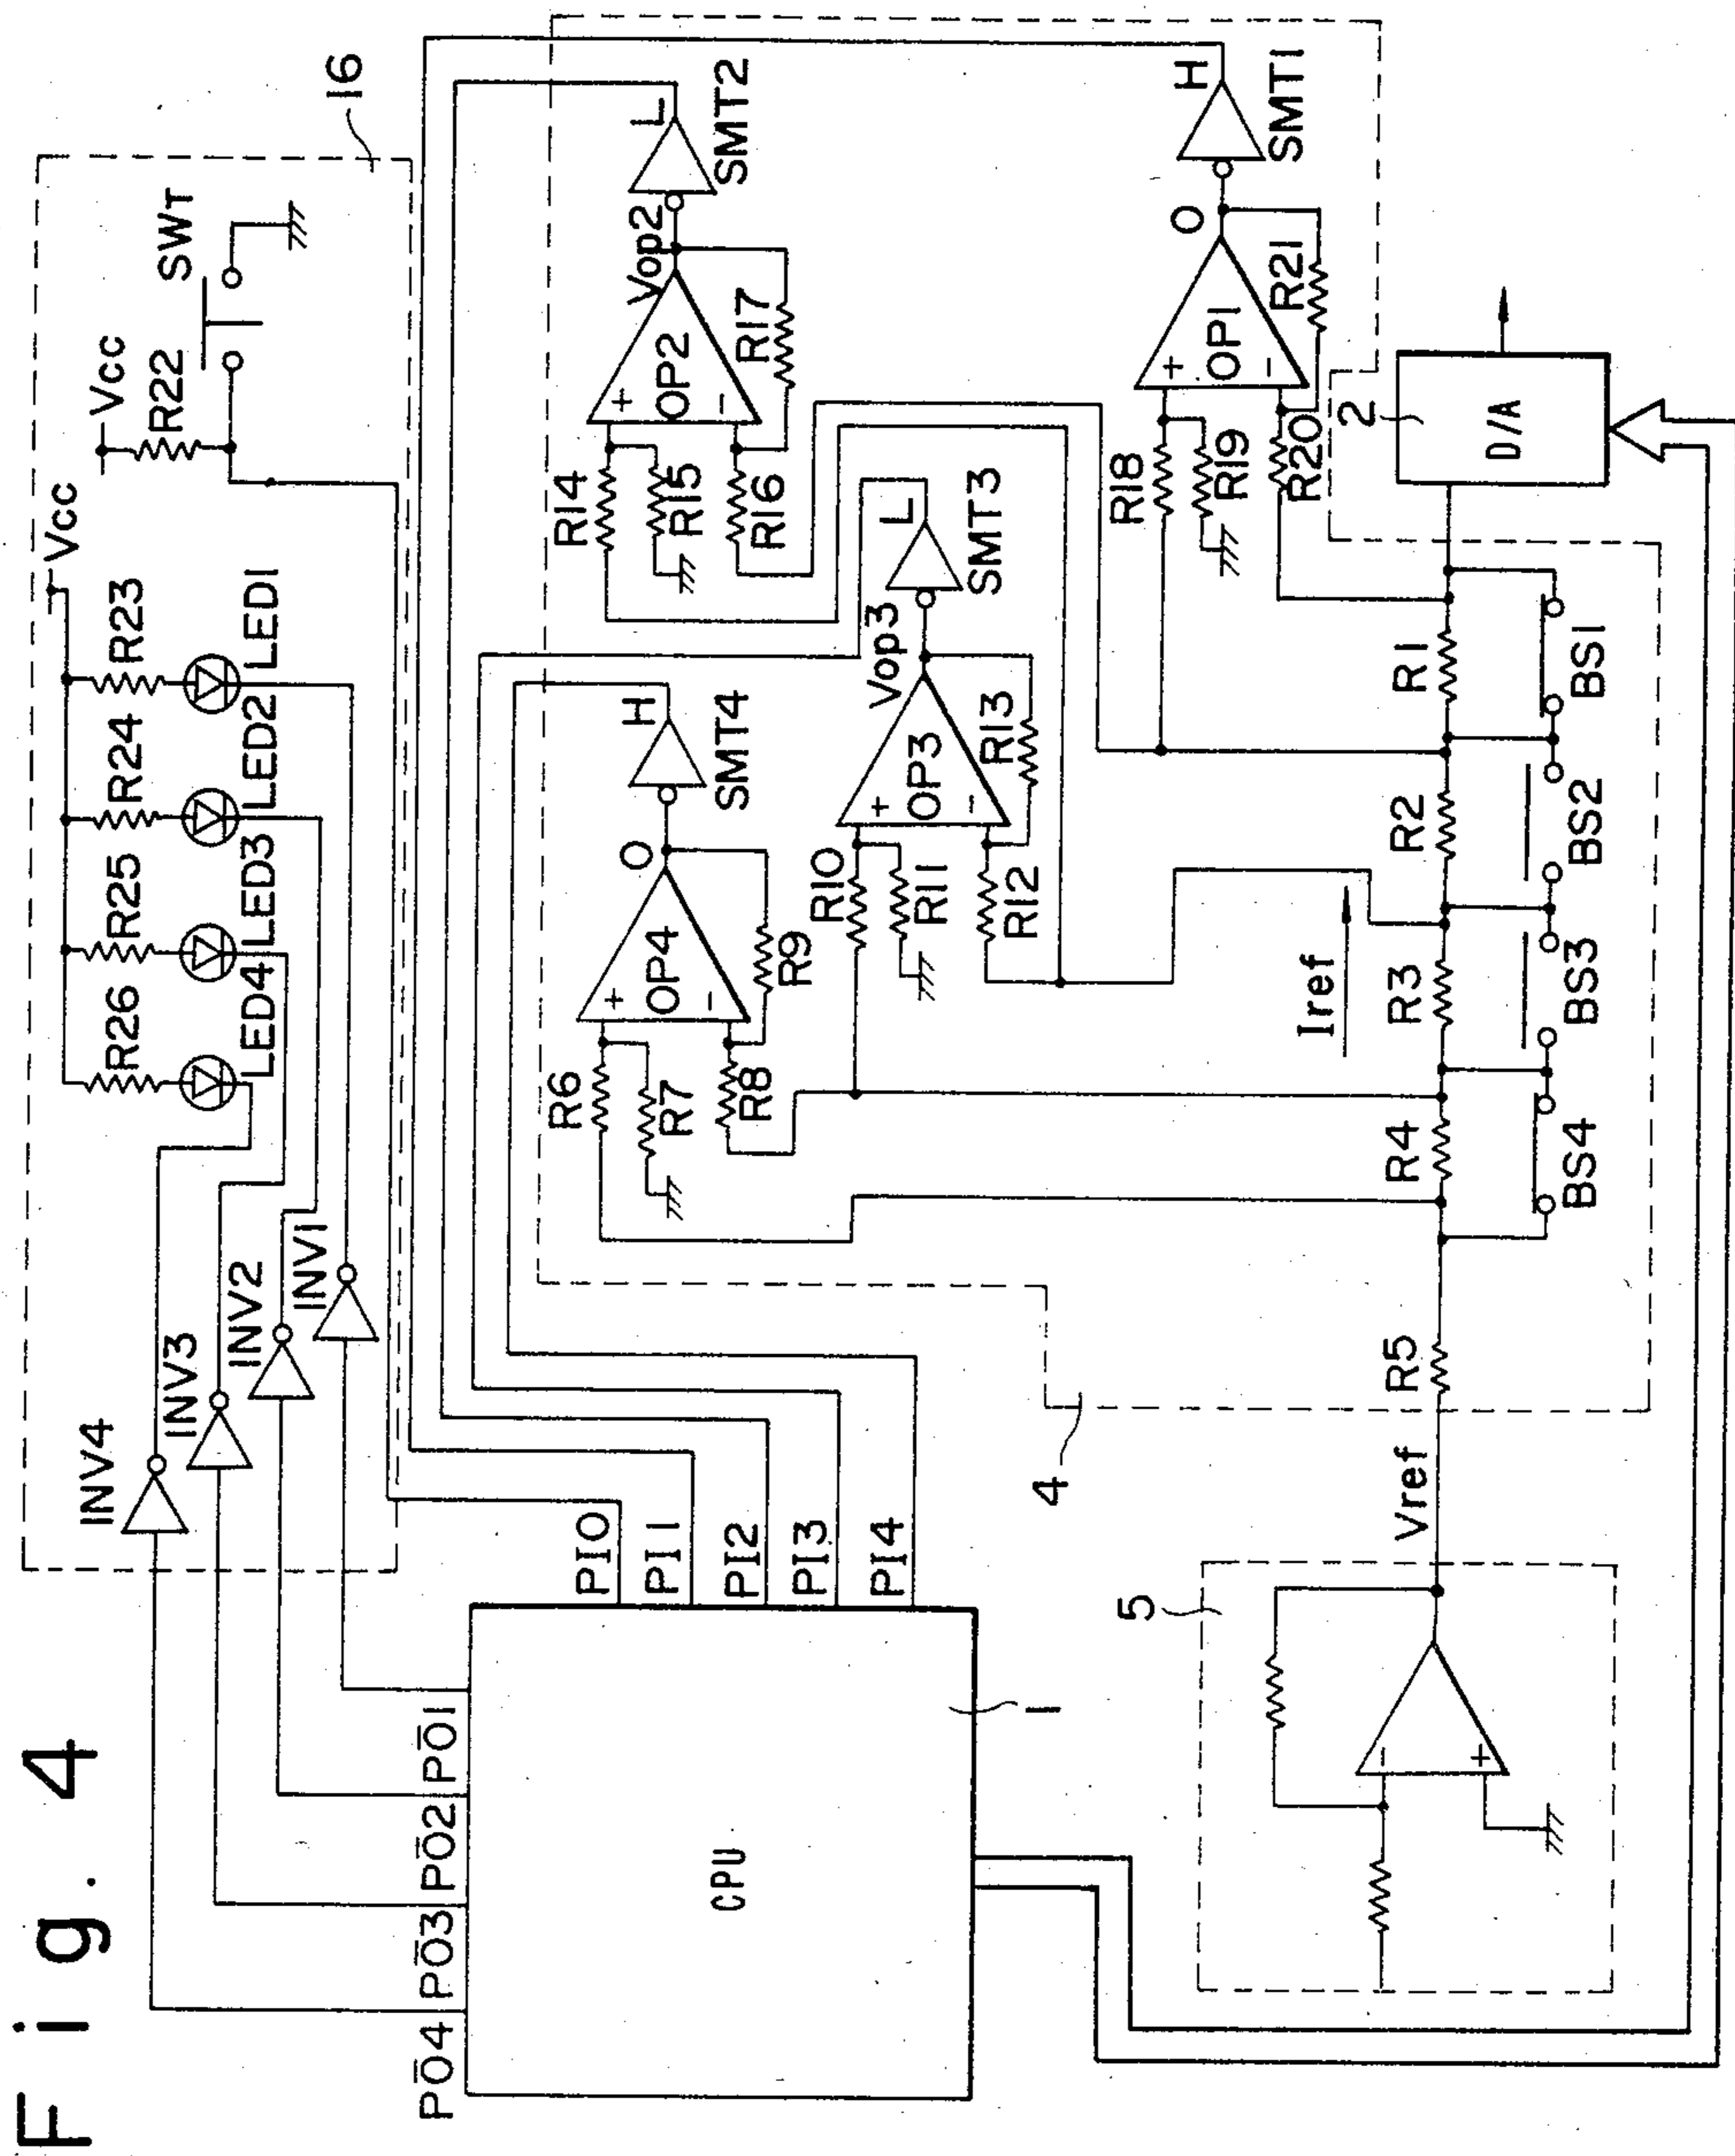 Fig. 4
16
Vcc
Vcc
R22
SWT
R26
R25
R24
R23
LED4
LED3
LED2
LED1
INV4
INV3
INV2
INV1
PO4
PO3
PO2
PO1
CPU
1
PI0
PI1
PI2
PI3
PI4
4
R14
R15
R16
R17
+
-
OP2
Vop2
L
SMT2
R6
R7
R8
R9
+
-
OP4
O
H
SMT4
R10
R11
R12
R13
+
-
OP3
Vop3
L
SMT3
R18
R19
R20
R21
+
-
OP1
O
H
SMT1
Iref
5
-
+
Vref
R5
R4
R3
R2
R1
BS4
BS3
BS2
BS1
2
D/A